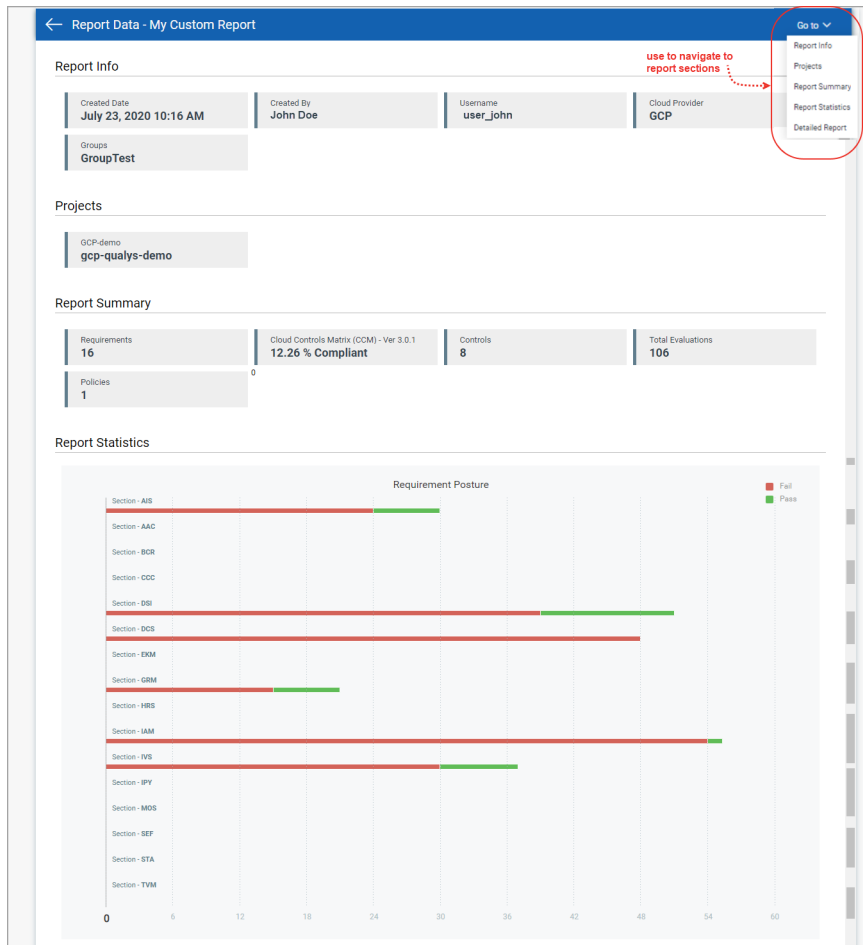 Report Data - My Custom Report
Go to
Report Info
Projects
Report Summary
Report Statistics
Detailed Report
use to navigate to
report sections
Report Info
Created Date
July 23, 2020 10:16 AM
Created By
John Doe
Username
user_john
Cloud Provider
GCP
Groups
GroupTest
Projects
GCP-demo
gcp-qualys-demo
Report Summary
Requirements
16
Cloud Controls Matrix (CCM) - Ver 3.0.1
12.26 % Compliant
Controls
8
Total Evaluations
106
Policies
1
0
Report Statistics
Requirement Posture
Fail
Pass
Section - AIS
Section - AAC
Section - BCR
Section - CCC
Section - DSI
Section - DCS
Section - EKM
Section - GRM
Section - HRS
Section - IAM
Section - IVS
Section - IPY
Section - MOS
Section - SEF
Section - STA
Section - TVM
0 6 12 18 24 30 36 42 48 54 60